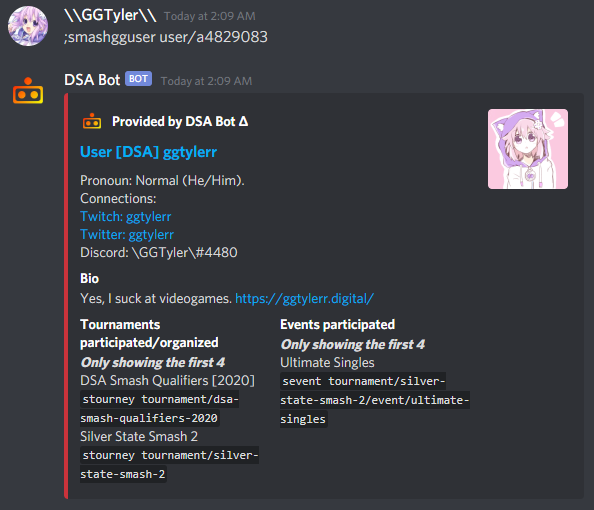 \\GGTyler\\ Today at 2:09 AM
;smashgguser user/a4829083
DSA Bot BOT Today at 2:09 AM
Provided by DSA Bot Δ
User [DSA] ggtylerr
Pronoun: Normal (He/Him).
Connections:
Twitch: ggtylerr
Twitter: ggtylerr
Discord: \GGTyler\#4480
Bio
Yes, I suck at videogames. https://ggtylerr.digital/
Tournaments
participated/organized
Only showing the first 4
DSA Smash Qualifiers [2020]
stourney tournament/dsa-
smash-qualifiers-2020
Silver State Smash 2
stourney tournament/silver-
state-smash-2
Events participated
Only showing the first 4
Ultimate Singles
sevent tournament/silver-
state-smash-2/event/ultimate-
singles